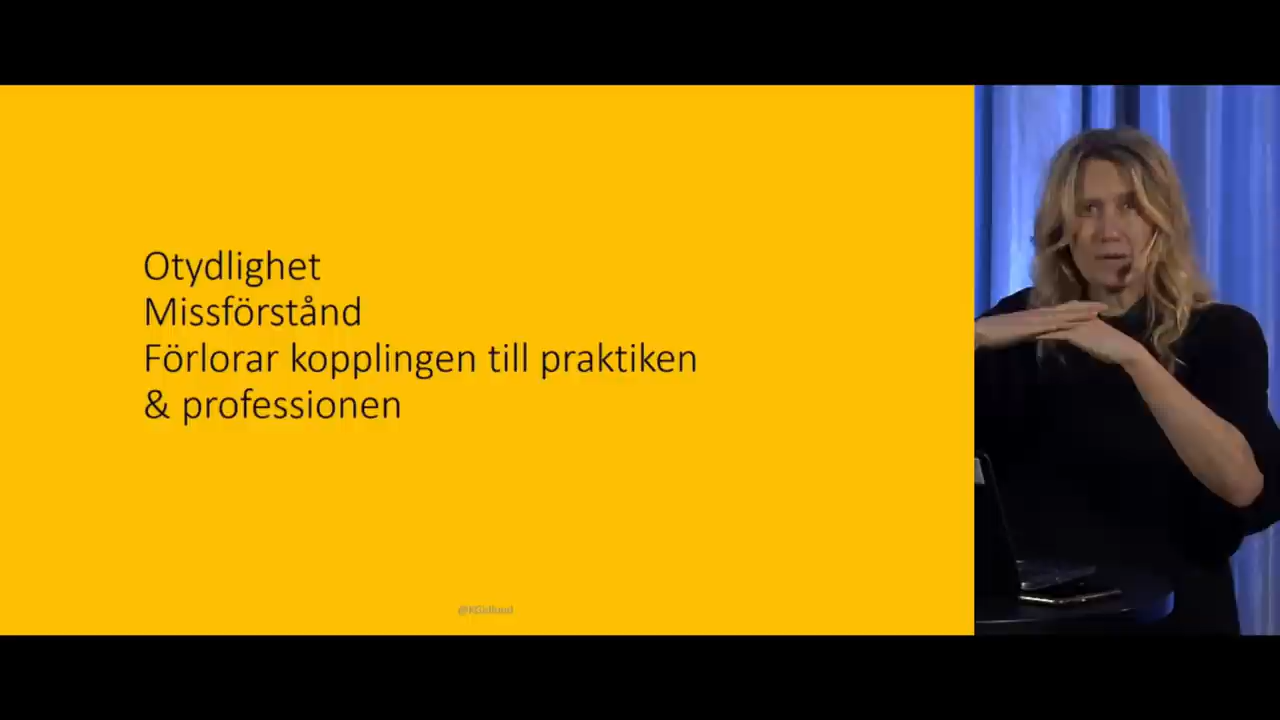 Otydlighet
Missförstånd
Förlorar kopplingen till praktiken
& professionen